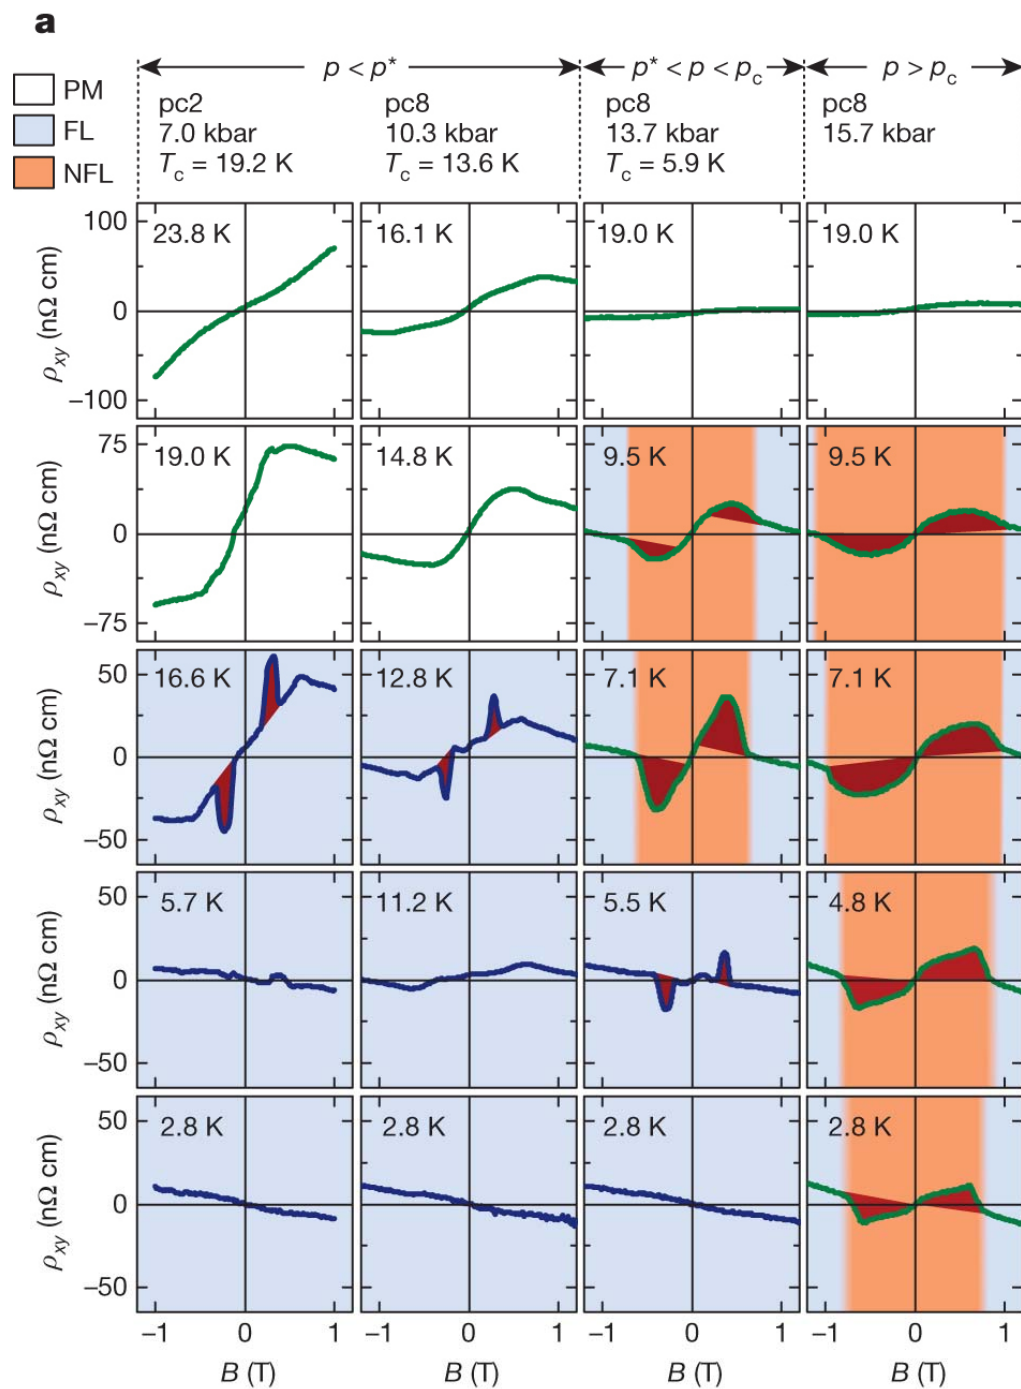 a
p < p*
p* < p < pc
p > pc
PM
FL
NFL
pc2
7.0 kbar
Tc = 19.2 K
pc8
10.3 kbar
Tc = 13.6 K
pc8
13.7 kbar
Tc = 5.9 K
pc8
15.7 kbar
ρxy (nΩ cm)
100
0
−100
23.8 K
16.1 K
19.0 K
19.0 K
ρxy (nΩ cm)
75
0
−75
19.0 K
14.8 K
9.5 K
9.5 K
ρxy (nΩ cm)
50
0
−50
16.6 K
12.8 K
7.1 K
7.1 K
ρxy (nΩ cm)
50
0
−50
5.7 K
11.2 K
5.5 K
4.8 K
ρxy (nΩ cm)
50
0
−50
2.8 K
2.8 K
2.8 K
2.8 K
−1 0 1
−1 0 1
−1 0 1
−1 0 1
B (T)
B (T)
B (T)
B (T)